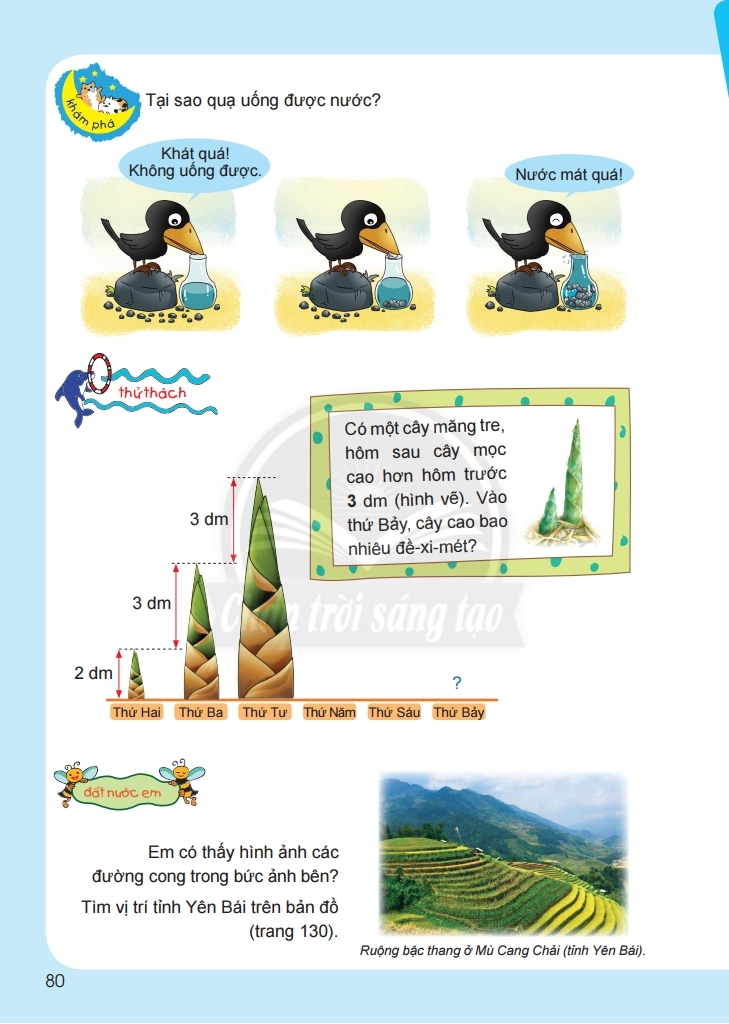 khám phá
Tại sao quạ uống được nước?
Khát quá!
Không uống được.
Nước mát quá!
thử thách
Có một cây măng tre,
hôm sau cây mọc
cao hơn hôm trước
3 dm (hình vẽ). Vào
thứ Bảy, cây cao bao
nhiêu đề-xi-mét?
3 dm
3 dm
2 dm
?
Thứ Hai Thứ Ba Thứ Tư Thứ Năm Thứ Sáu Thứ Bảy
Chân trời sáng tạo
đất nước em
Em có thấy hình ảnh các
đường cong trong bức ảnh bên?
Tìm vị trí tỉnh Yên Bái trên bản đồ
(trang 130).
Ruộng bậc thang ở Mù Cang Chải (tỉnh Yên Bái).
80